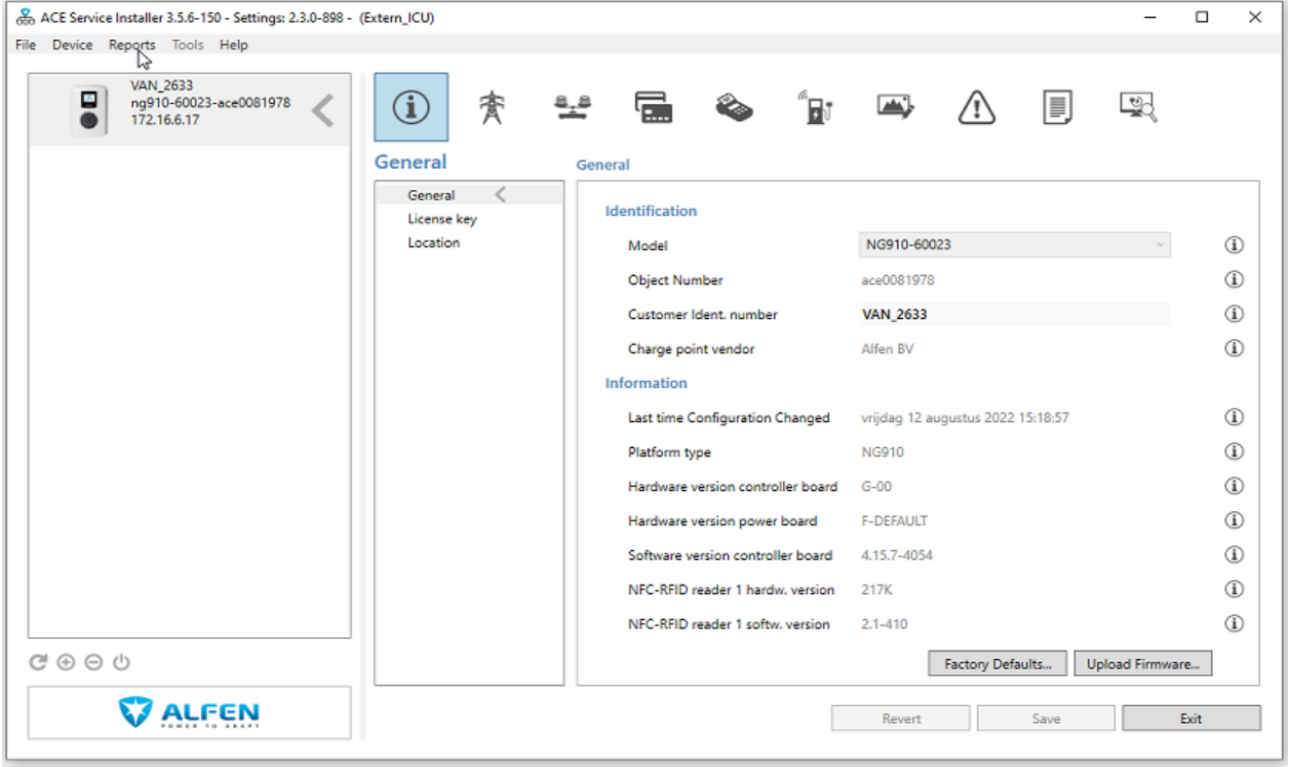 ACE Service Installer 3.5.6-150 - Settings: 2.3.0-898 - (Extern_ICU)
File Device Reports Tools Help
VAN_2633
ng910-60023-ace0081978
172.16.6.17
General
General
License key
Location
General
Identification
Model NG910-60023
Object Number ace0081978
Customer Ident. number VAN_2633
Charge point vendor Alfen BV
Information
Last time Configuration Changed vrijdag 12 augustus 2022 15:18:57
Platform type NG910
Hardware version controller board G-00
Hardware version power board F-DEFAULT
Software version controller board 4.15.7-4054
NFC-RFID reader 1 hardw. version 217K
NFC-RFID reader 1 softw. version 2.1-410
Factory Defaults... Upload Firmware...
ALFEN
POWER TO ADAPT
Revert Save Exit